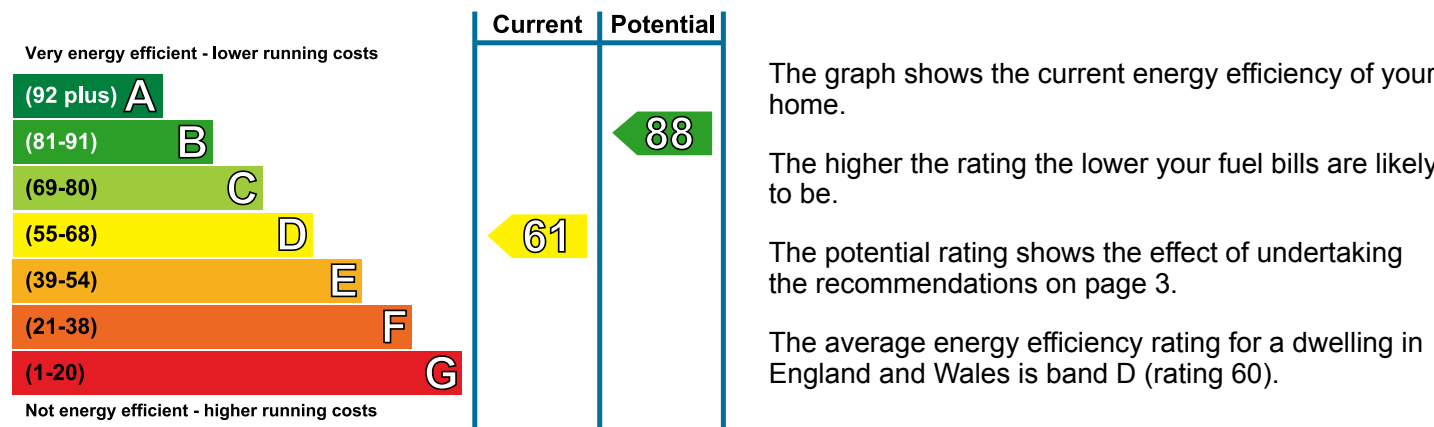 Current Potential
Very energy efficient - lower running costs
(92 plus) A
(81-91) B
88
(69-80) C
(55-68) D
61
(39-54) E
(21-38) F
(1-20) G
Not energy efficient - higher running costs
The graph shows the current energy efficiency of your
home.
The higher the rating the lower your fuel bills are likely
to be.
The potential rating shows the effect of undertaking
the recommendations on page 3.
The average energy efficiency rating for a dwelling in
England and Wales is band D (rating 60).